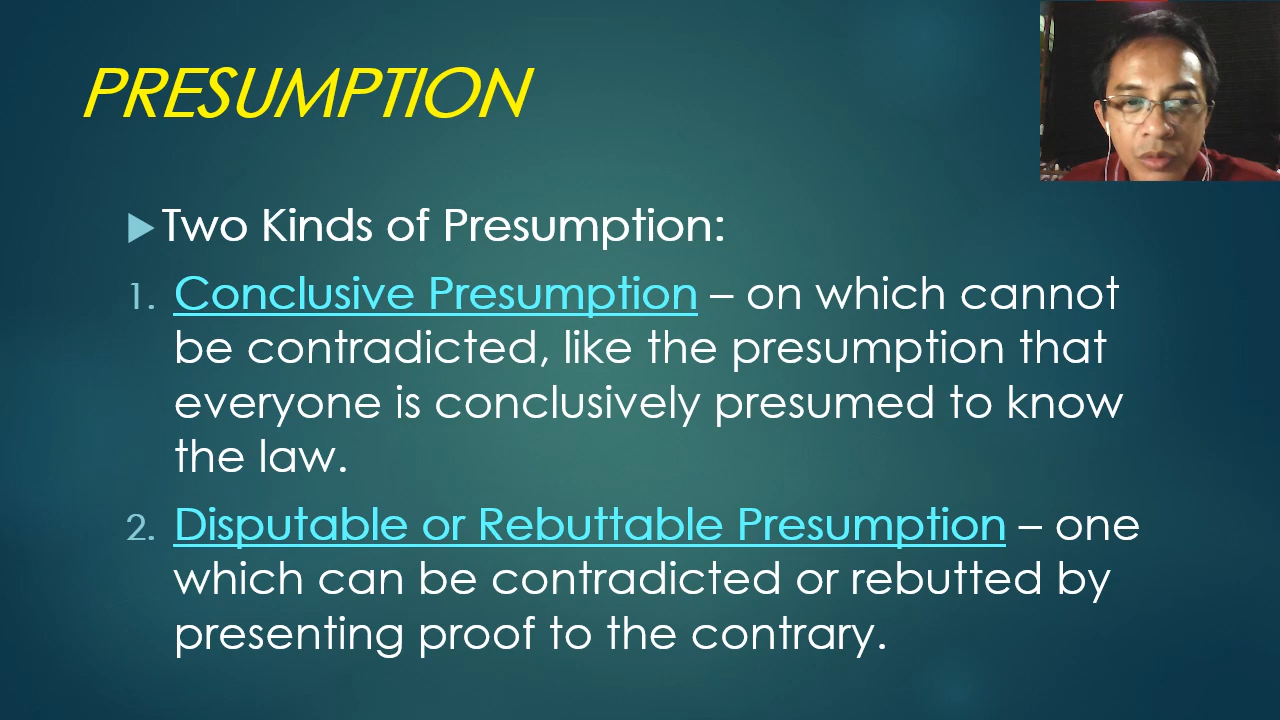 PRESUMPTION
Two Kinds of Presumption:
1. Conclusive Presumption – on which cannot
be contradicted, like the presumption that
everyone is conclusively presumed to know
the law.
2. Disputable or Rebuttable Presumption – one
which can be contradicted or rebutted by
presenting proof to the contrary.